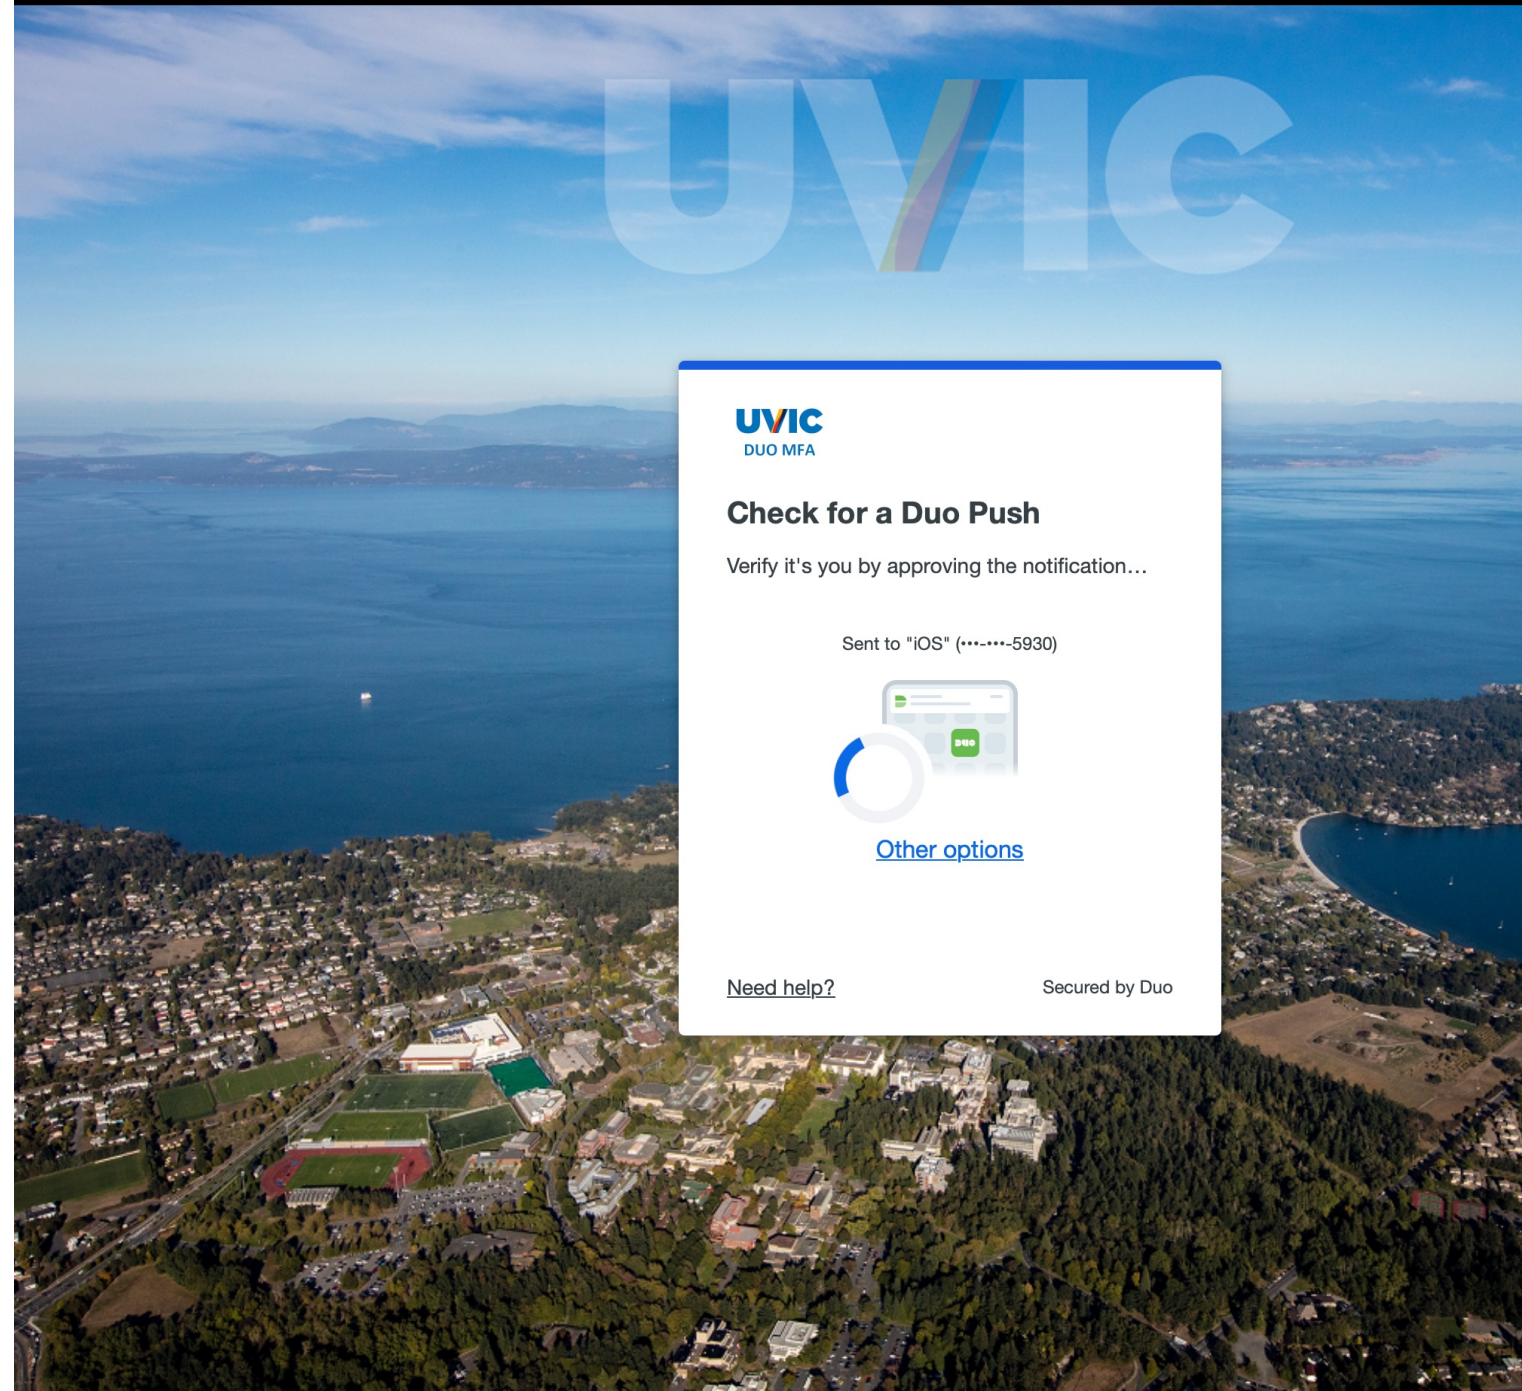 UVIC
UVIC
DUO MFA
Check for a Duo Push
Verify it's you by approving the notification...
Sent to "iOS" (•••-•••-5930)
DUO
Other options
Need help?
Secured by Duo